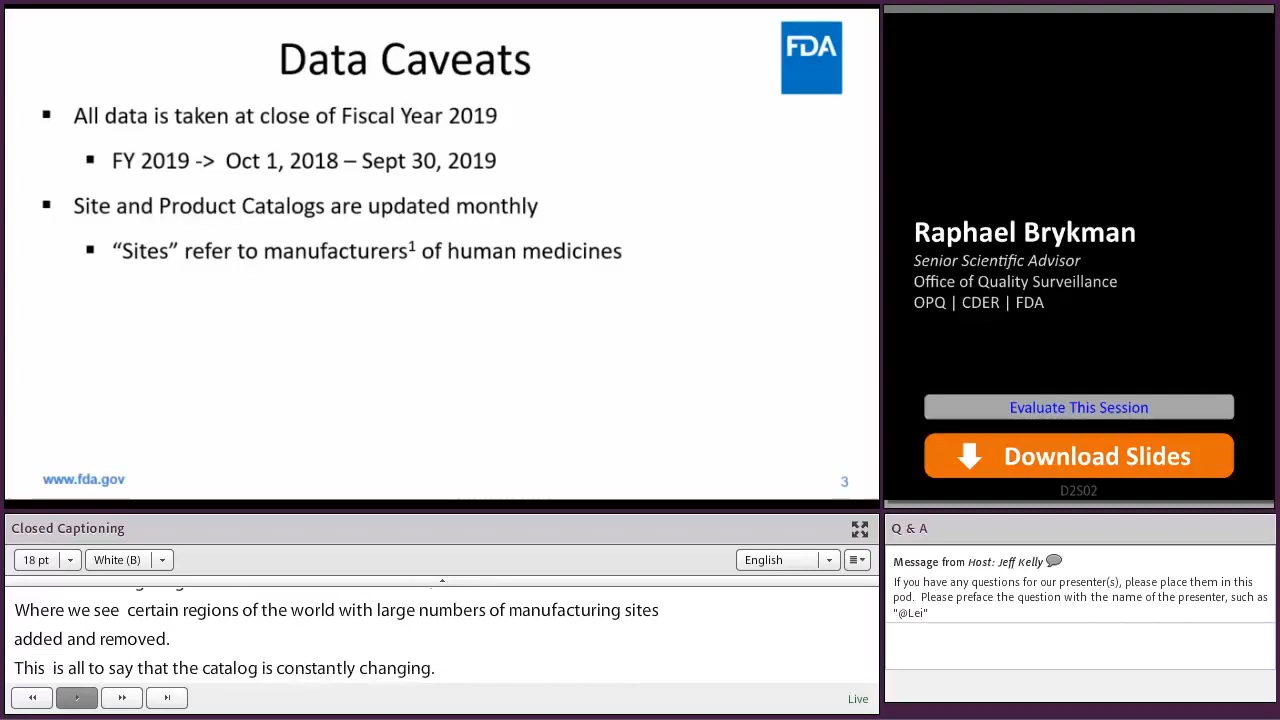 Data Caveats
FDA
▪ All data is taken at close of Fiscal Year 2019
▪ FY 2019 -> Oct 1, 2018 – Sept 30, 2019
▪ Site and Product Catalogs are updated monthly
▪ “Sites” refer to manufacturers¹ of human medicines
www.fda.gov
3
Raphael Brykman
Senior Scientific Advisor
Office of Quality Surveillance
OPQ | CDER | FDA
Evaluate This Session
Download Slides
D2S02
Closed Captioning
18 pt
White (B)
English
Where we see certain regions of the world with large numbers of manufacturing sites
added and removed.
This is all to say that the catalog is constantly changing.
Live
Q & A
Message from Host: Jeff Kelly
If you have any questions for our presenter(s), please place them in this
pod. Please preface the question with the name of the presenter, such as
"@Lei"